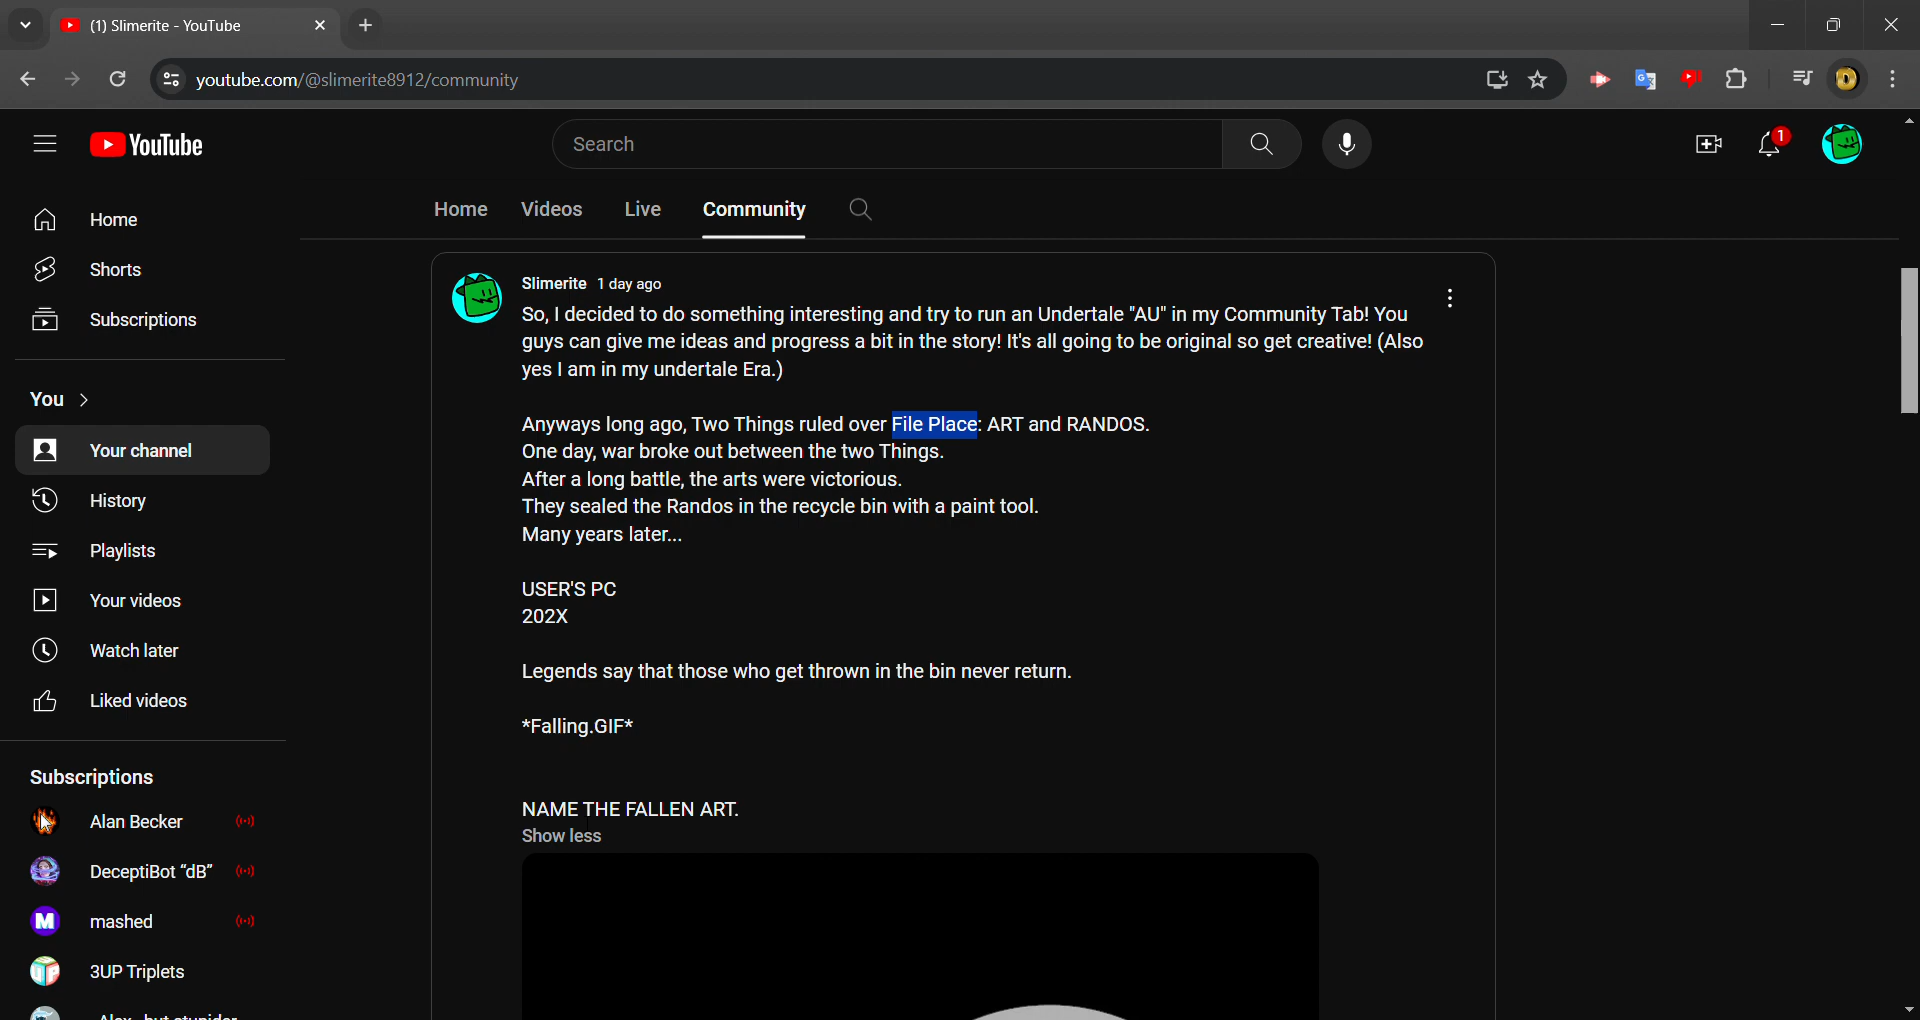 (1) Slimerite - YouTube
youtube.com/@slimerite8912/community
YouTube
Search
1
Home
Videos
Live
Community
Home
Shorts
Subscriptions
You
Your channel
History
Playlists
Your videos
Watch later
Liked videos
Subscriptions
Alan Becker
DeceptiBot “dB”
M
mashed
3UP Triplets
Slimerite 1 day ago
So, I decided to do something interesting and try to run an Undertale "AU" in my Community Tab! You
guys can give me ideas and progress a bit in the story! It's all going to be original so get creative! (Also
yes I am in my undertale Era.)
Anyways long ago, Two Things ruled over File Place: ART and RANDOS.
One day, war broke out between the two Things.
After a long battle, the arts were victorious.
They sealed the Randos in the recycle bin with a paint tool.
Many years later...
USER'S PC
202X
Legends say that those who get thrown in the bin never return.
*Falling.GIF*
NAME THE FALLEN ART.
Show less